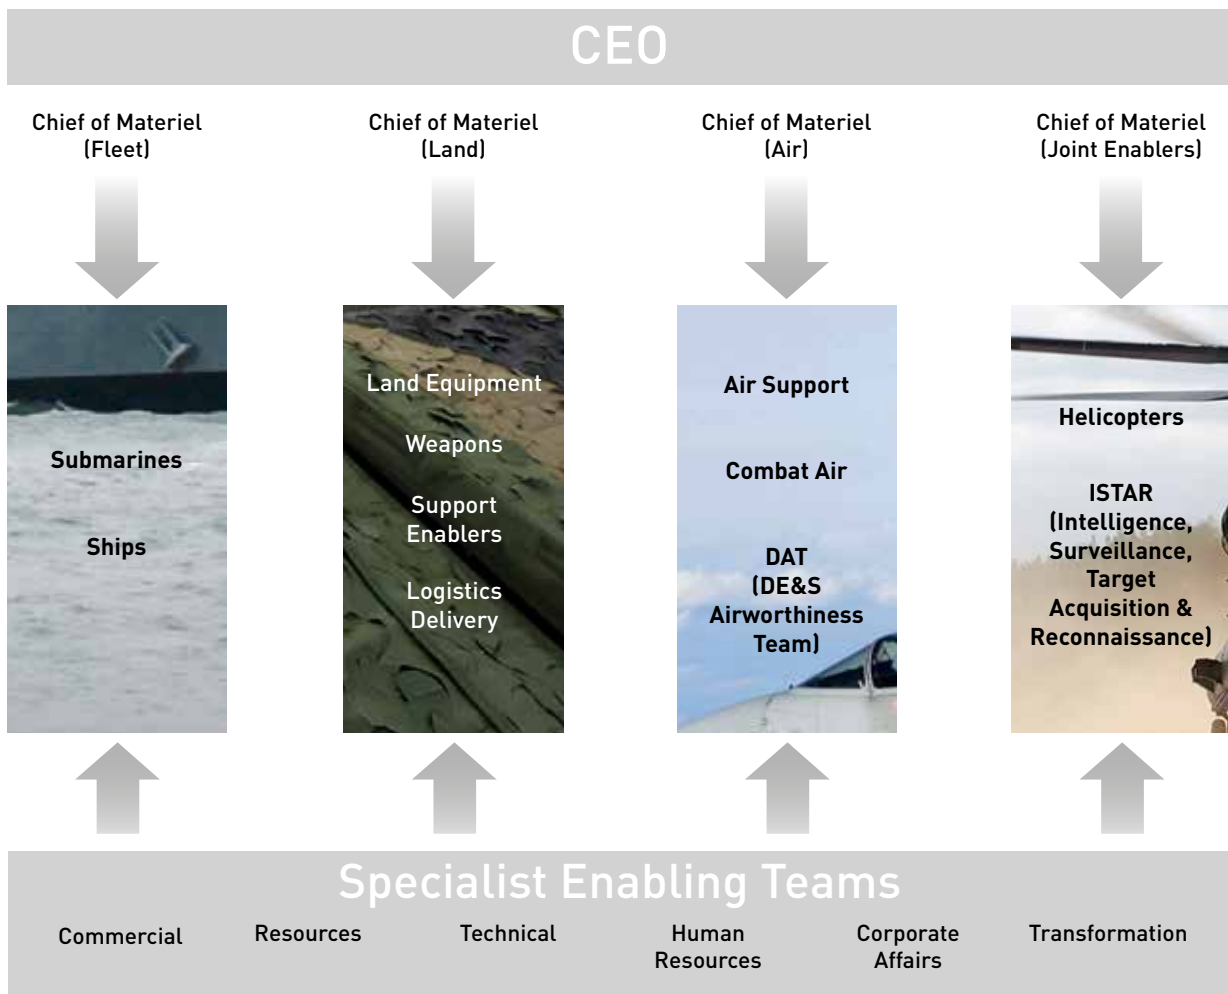 CEO
Chief of Materiel
(Fleet)
Chief of Materiel
(Land)
Chief of Materiel
(Air)
Chief of Materiel
(Joint Enablers)
Submarines
Ships
Land Equipment
Weapons
Support
Enablers
Logistics
Delivery
Air Support
Combat Air
DAT
(DE&S
Airworthiness
Team)
Helicopters
ISTAR
(Intelligence,
Surveillance,
Target
Acquisition &
Reconnaissance)
Specialist Enabling Teams
Commercial
Resources
Technical
Human
Resources
Corporate
Affairs
Transformation